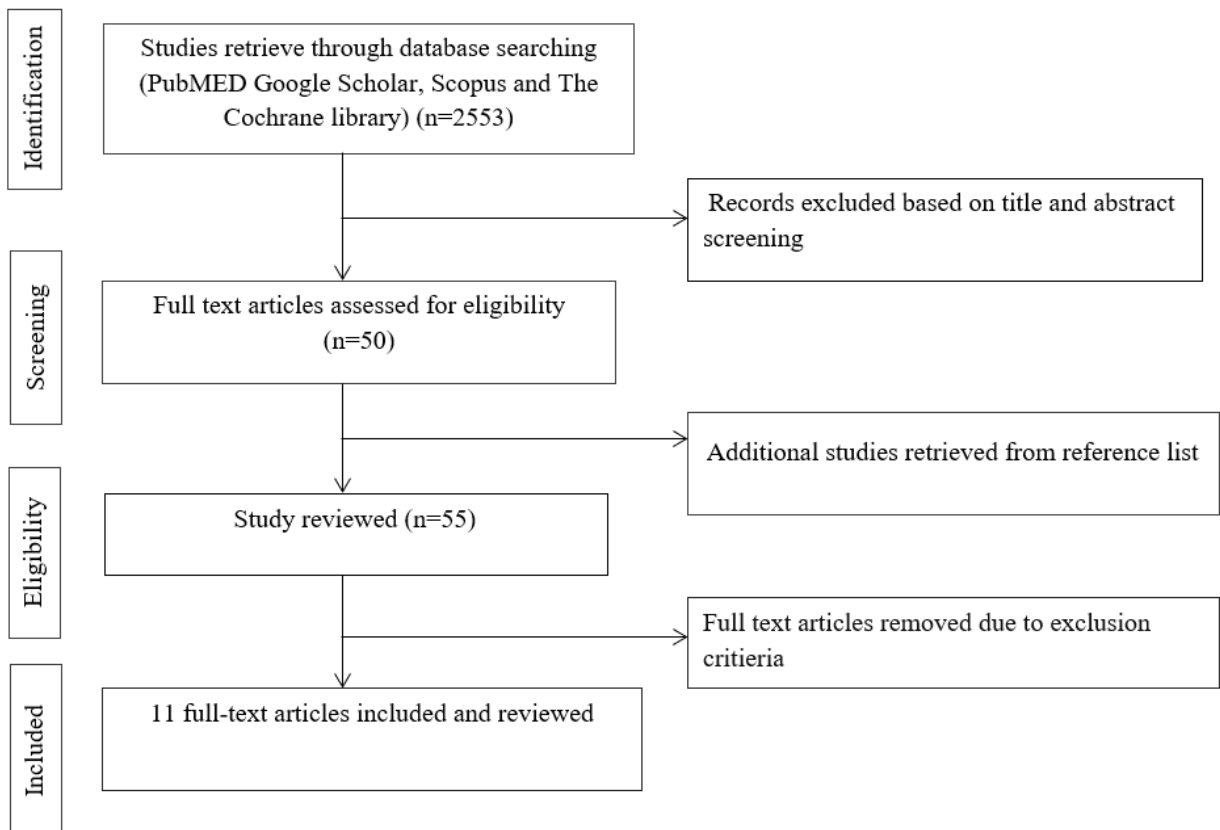 Identification
Studies retrieve through database searching
(PubMED Google Scholar, Scopus and The
Cochrane library) (n=2553)
Records excluded based on title and abstract
screening
Screening
Full text articles assessed for eligibility
(n=50)
Additional studies retrieved from reference list
Eligibility
Study reviewed (n=55)
Full text articles removed due to exclusion
critieria
Included
11 full-text articles included and reviewed